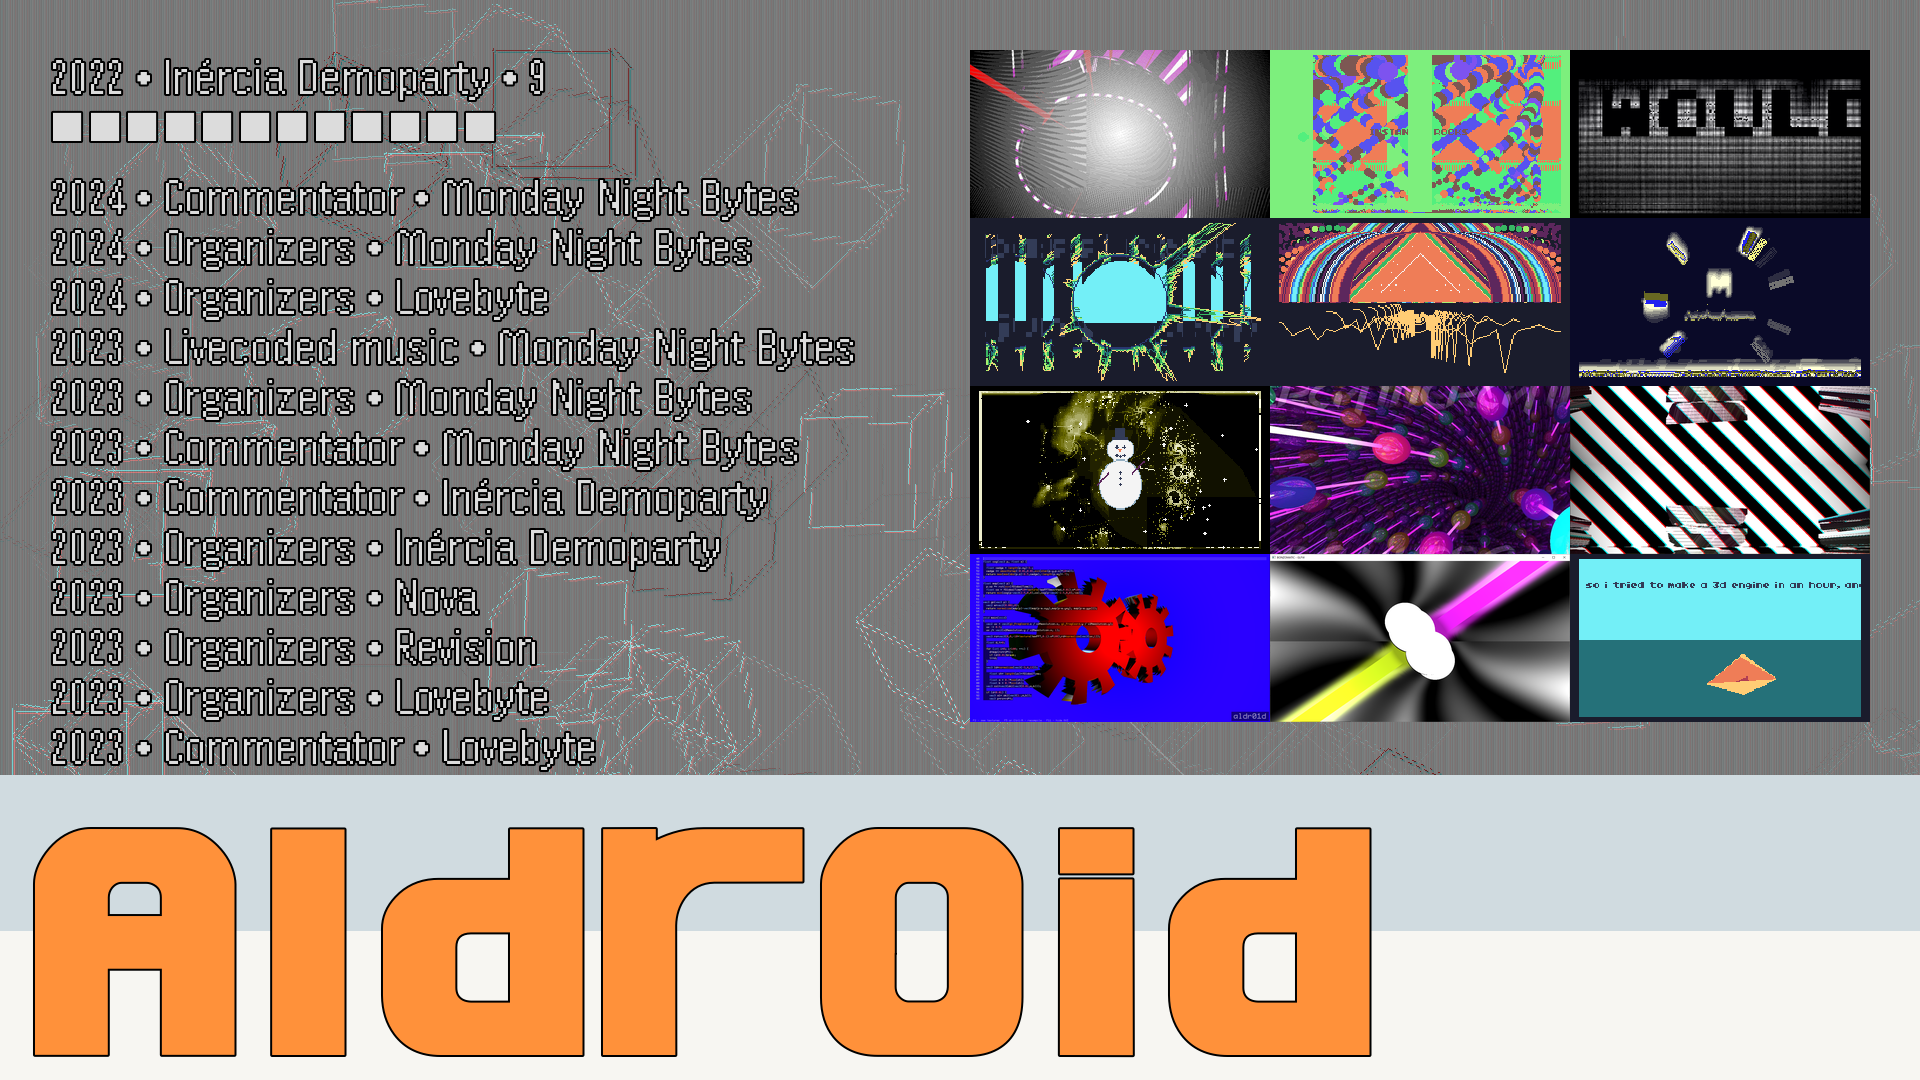 2022 • Inércia Demoparty • 9
2024 • Commentator • Monday Night Bytes
2024 • Organizers • Monday Night Bytes
2024 • Organizers • Lovebyte
2023 • Livecoded music • Monday Night Bytes
2023 • Organizers • Monday Night Bytes
2023 • Commentator • Monday Night Bytes
2023 • Commentator • Inércia Demoparty
2023 • Organizers • Inércia Demoparty
2023 • Organizers • Nova
2023 • Organizers • Revision
2023 • Organizers • Lovebyte
2023 • Commentator • Lovebyte
so i tried to make a 3d engine in an hour, an
aldr01d
Aldroid